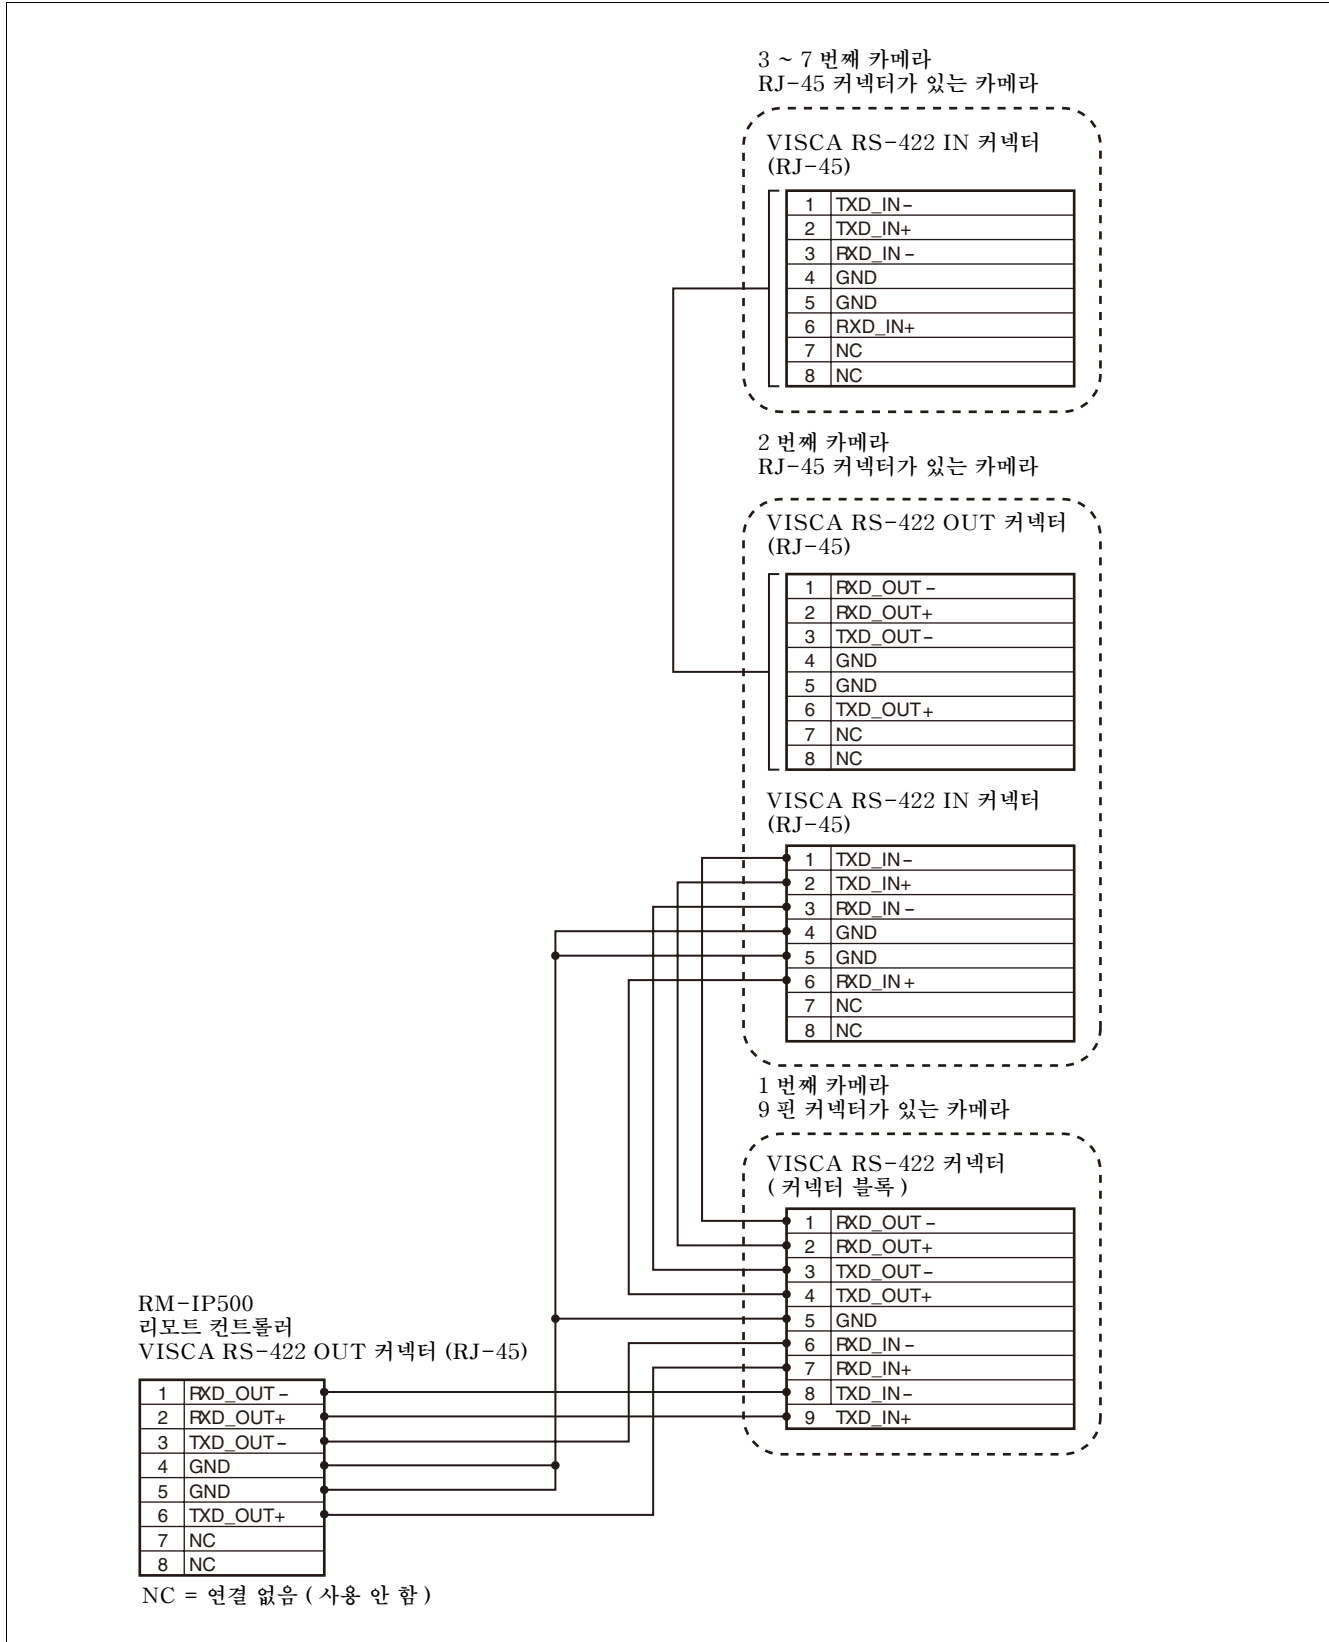 3 ~ 7 번째 카메라
RJ-45 커넥터가 있는 카메라
VISCA RS-422 IN 커넥터
(RJ-45)
1 TXD_IN-
2 TXD_IN+
3 RXD_IN-
4 GND
5 GND
6 RXD_IN+
7 NC
8 NC
2 번째 카메라
RJ-45 커넥터가 있는 카메라
VISCA RS-422 OUT 커넥터
(RJ-45)
1 RXD_OUT-
2 RXD_OUT+
3 TXD_OUT-
4 GND
5 GND
6 TXD_OUT+
7 NC
8 NC
VISCA RS-422 IN 커넥터
(RJ-45)
1 TXD_IN-
2 TXD_IN+
3 RXD_IN-
4 GND
5 GND
6 RXD_IN+
7 NC
8 NC
1 번째 카메라
9 핀 커넥터가 있는 카메라
VISCA RS-422 커넥터
( 커넥터 블록 )
1 RXD_OUT-
2 RXD_OUT+
3 TXD_OUT-
4 TXD_OUT+
5 GND
6 RXD_IN-
7 RXD_IN+
8 TXD_IN-
9 TXD_IN+
RM-IP500
리모트 컨트롤러
VISCA RS-422 OUT 커넥터 (RJ-45)
1 RXD_OUT-
2 RXD_OUT+
3 TXD_OUT-
4 GND
5 GND
6 TXD_OUT+
7 NC
8 NC
NC = 연결 없음 ( 사용 안 함 )